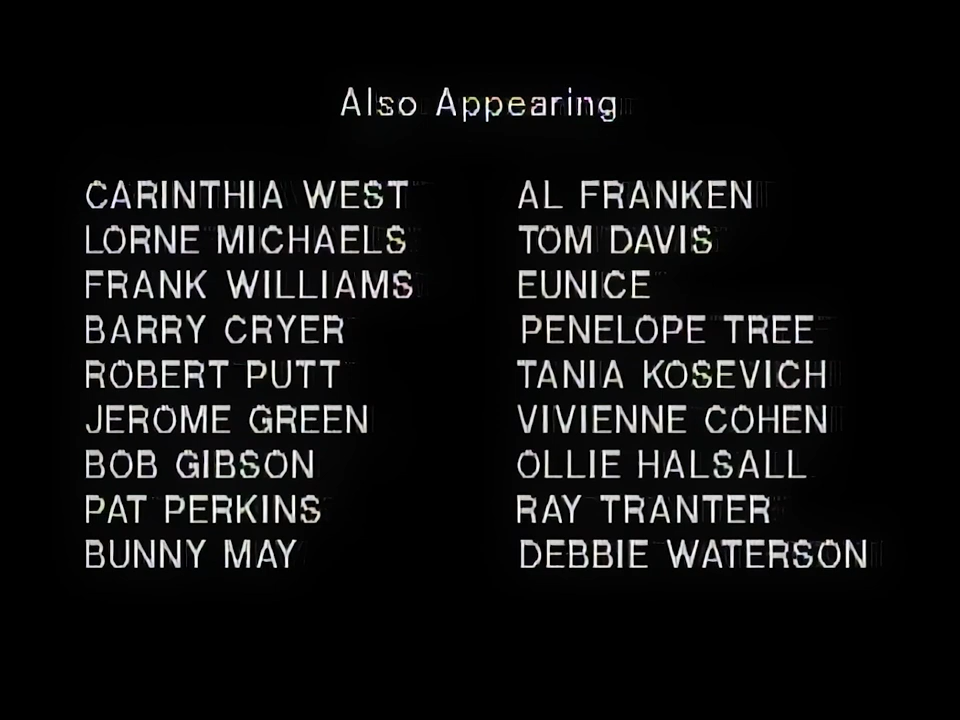 Also Appearing
CARINTHIA WEST
LORNE MICHAELS
FRANK WILLIAMS
BARRY CRYER
ROBERT PUTT
JEROME GREEN
BOB GIBSON
PAT PERKINS
BUNNY MAY
AL FRANKEN
TOM DAVIS
EUNICE
PENELOPE TREE
TANIA KOSEVICH
VIVIENNE COHEN
OLLIE HALSALL
RAY TRANTER
DEBBIE WATERSON